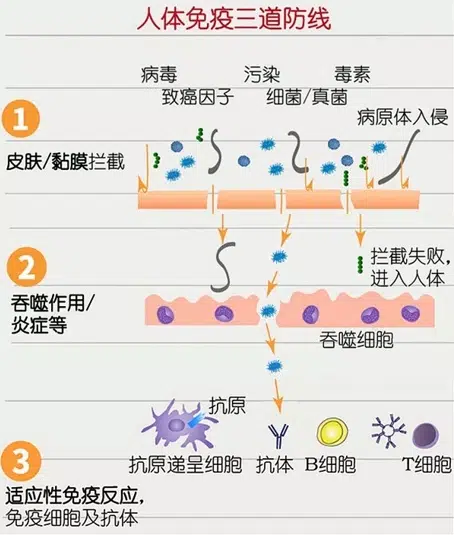 人体免疫三道防线
病毒
污染
毒素
致癌因子
细菌/真菌
1
病原体入侵
皮肤/黏膜拦截
2
拦截失败，
进入人体
吞噬作用/
炎症等
吞噬细胞
抗原
抗原递呈细胞
抗体
B细胞
T细胞
3
适应性免疫反应，
免疫细胞及抗体